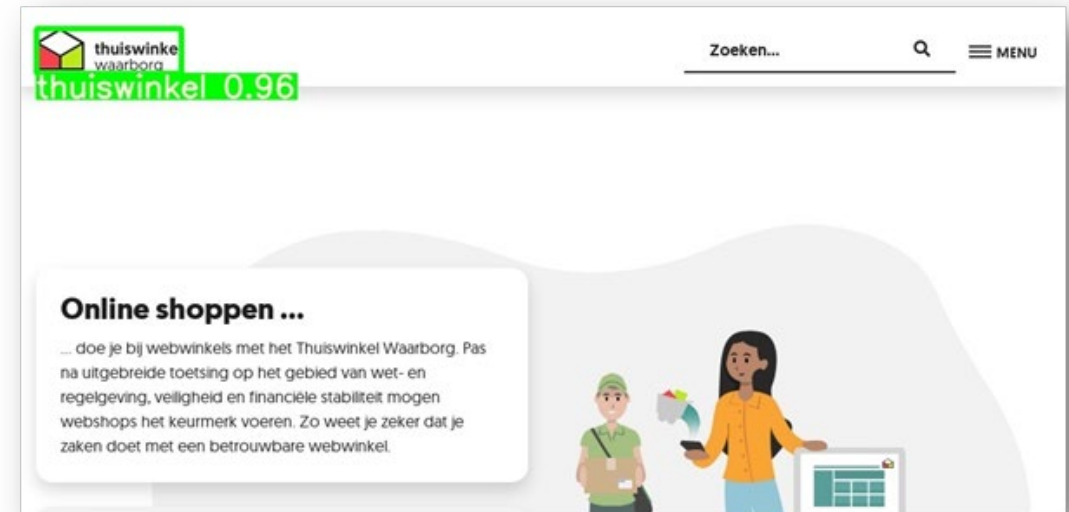 thuiswinke
waarborg
thuiswinkel 0.96
Zoeken...
MENU
Online shoppen ...
... doe je bij webwinkels met het Thuiswinkel Waarborg. Pas
na uitgebreide toetsing op het gebied van wet- en
regelgeving, veiligheid en financiële stabiliteit mogen
webshops het keurmerk voeren. Zo weet je zeker dat je
zaken doet met een betrouwbare webwinkel.